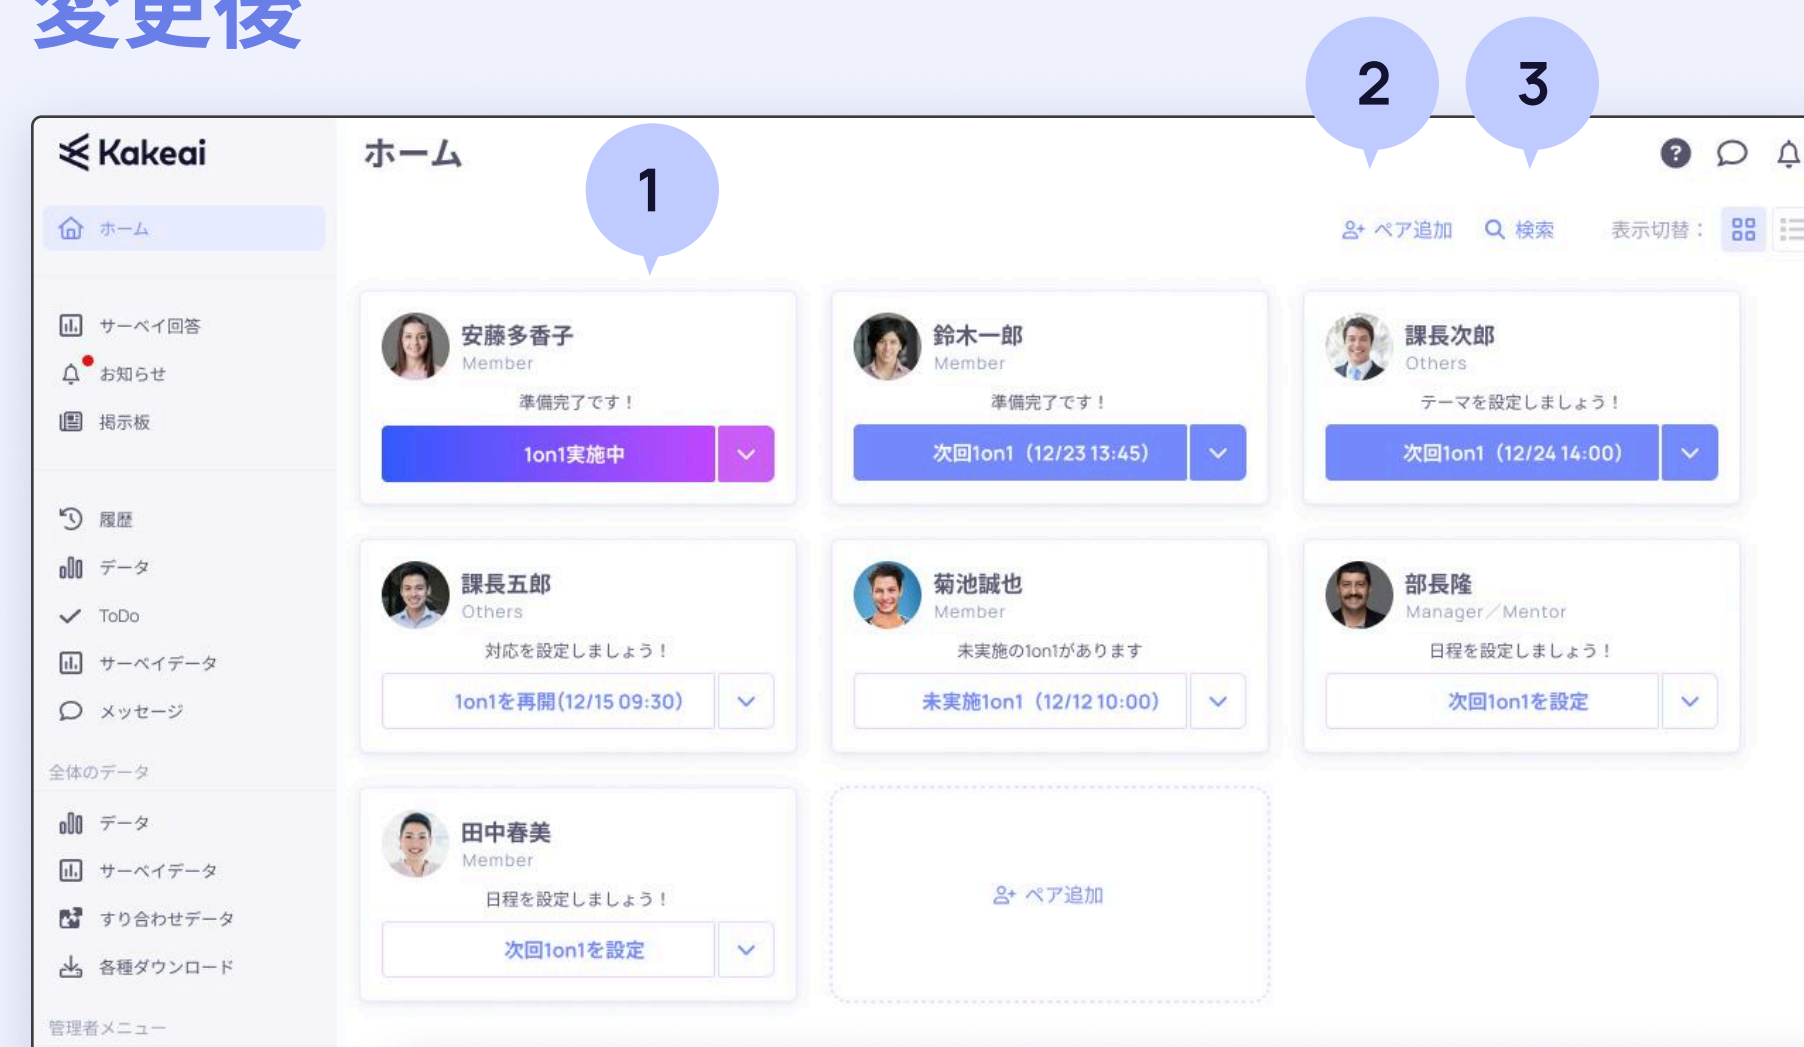 変更後
2
3
Kakeai
ホーム
1
ホーム
ペア追加
検索
表示切替：
サーベイ回答
お知らせ
掲示板
履歴
データ
ToDo
サーベイデータ
メッセージ
全体のデータ
データ
サーベイデータ
すり合わせデータ
各種ダウンロード
管理者メニュー
安藤多香子
Member
準備完了です！
1on1実施中
鈴木一郎
Member
準備完了です！
次回1on1（12/23 13:45）
課長次郎
Others
テーマを設定しましょう！
次回1on1（12/24 14:00）
課長五郎
Others
対応を設定しましょう！
1on1を再開(12/15 09:30)
菊池誠也
Member
未実施の1on1があります
未実施1on1（12/12 10:00）
部長隆
Manager／Mentor
日程を設定しましょう！
次回1on1を設定
田中春美
Member
日程を設定しましょう！
次回1on1を設定
ペア追加